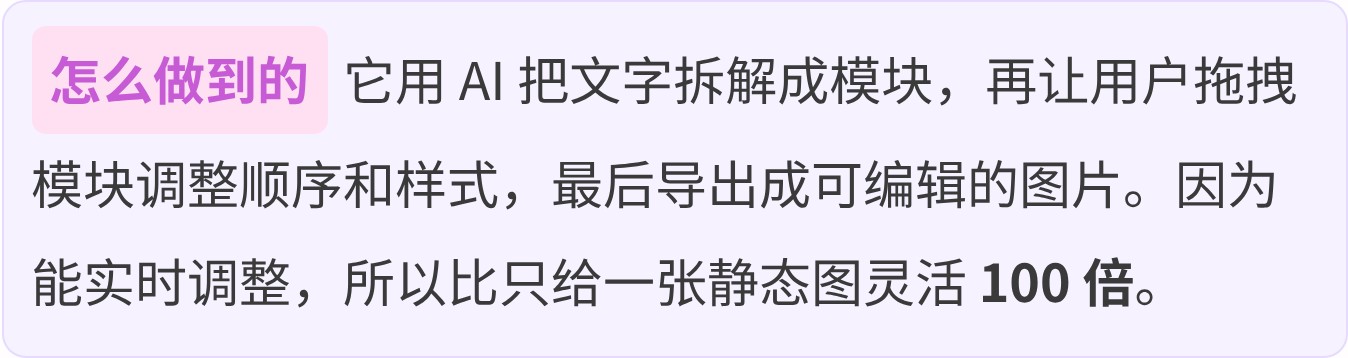 怎么做到的 它用 AI 把文字拆解成模块，再让用户拖拽
模块调整顺序和样式，最后导出成可编辑的图片。因为
能实时调整，所以比只给一张静态图灵活 100 倍。